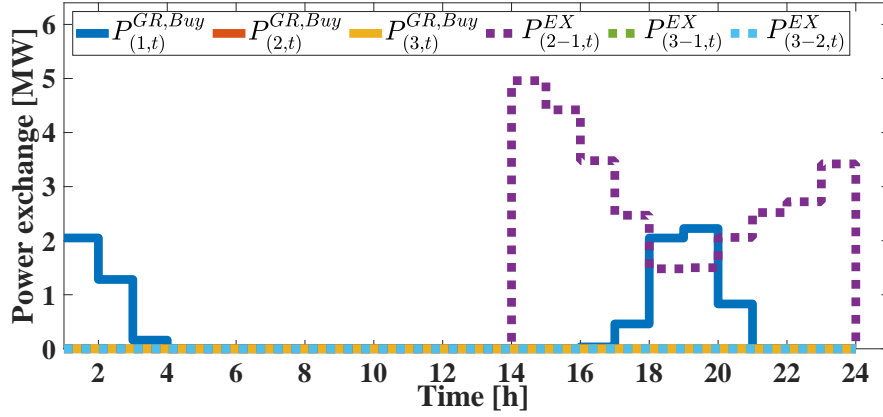 6
5
4
3
2
1
0
Power exchange [MW]
P^{GR,Buy}_{(1,t)} P^{GR,Buy}_{(2,t)} P^{GR,Buy}_{(3,t)} P^{EX}_{(2-1,t)} P^{EX}_{(3-1,t)} P^{EX}_{(3-2,t)}
2 4 6 8 10 12 14 16 18 20 22 24
Time [h]